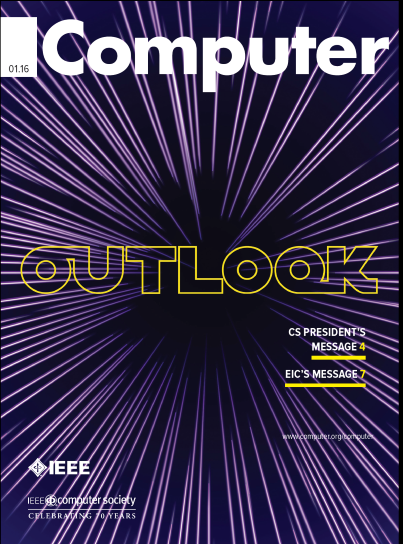 01.16
Computer
OUTLOOK
CS PRESIDENT'S
MESSAGE 4
EIC'S MESSAGE 7
www.computer.org/computer
IEEE
IEEE computer society
CELEBRATING 70 YEARS